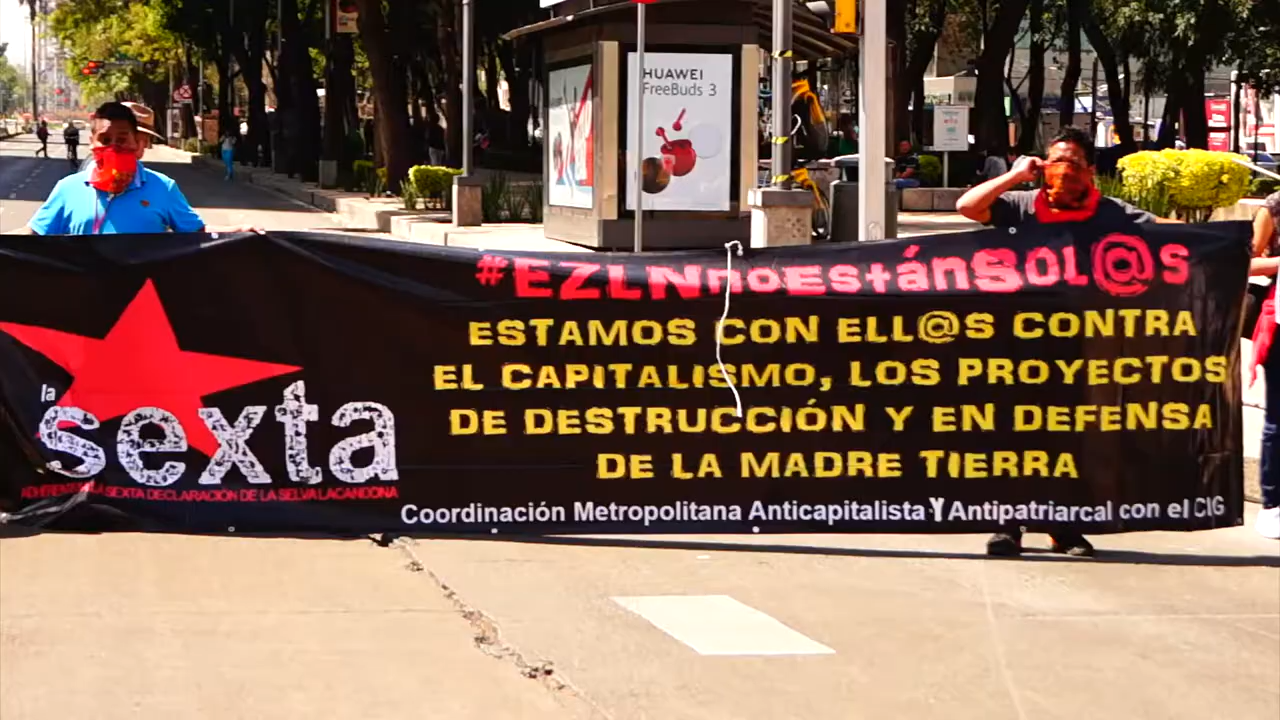 HUAWEI
FreeBuds 3
#EZLNnoEstánSOL@S
ESTAMOS CON ELL@S CONTRA
EL CAPITALISMO, LOS PROYECTOS
DE DESTRUCCIÓN Y EN DEFENSA
DE LA MADRE TIERRA
la
sexta
ADHERENTES A LA SEXTA DECLARACIÓN DE LA SELVA LACANDONA
Coordinación Metropolitana Anticapitalista Y Antipatriarcal con el CIG